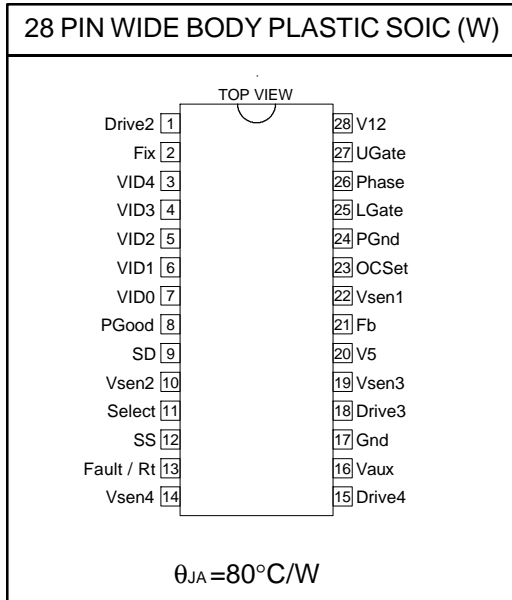 28 PIN WIDE BODY PLASTIC SOIC (W)
TOP VIEW
Drive2 1 28 V12
Fix 2 27 UGate
VID4 3 26 Phase
VID3 4 25 LGate
VID2 5 24 PGnd
VID1 6 23 OCSet
VID0 7 22 Vsen1
PGood 8 21 Fb
SD 9 20 V5
Vsen2 10 19 Vsen3
Select 11 18 Drive3
SS 12 17 Gnd
Fault / Rt 13 16 Vaux
Vsen4 14 15 Drive4
θJA =80°C/W